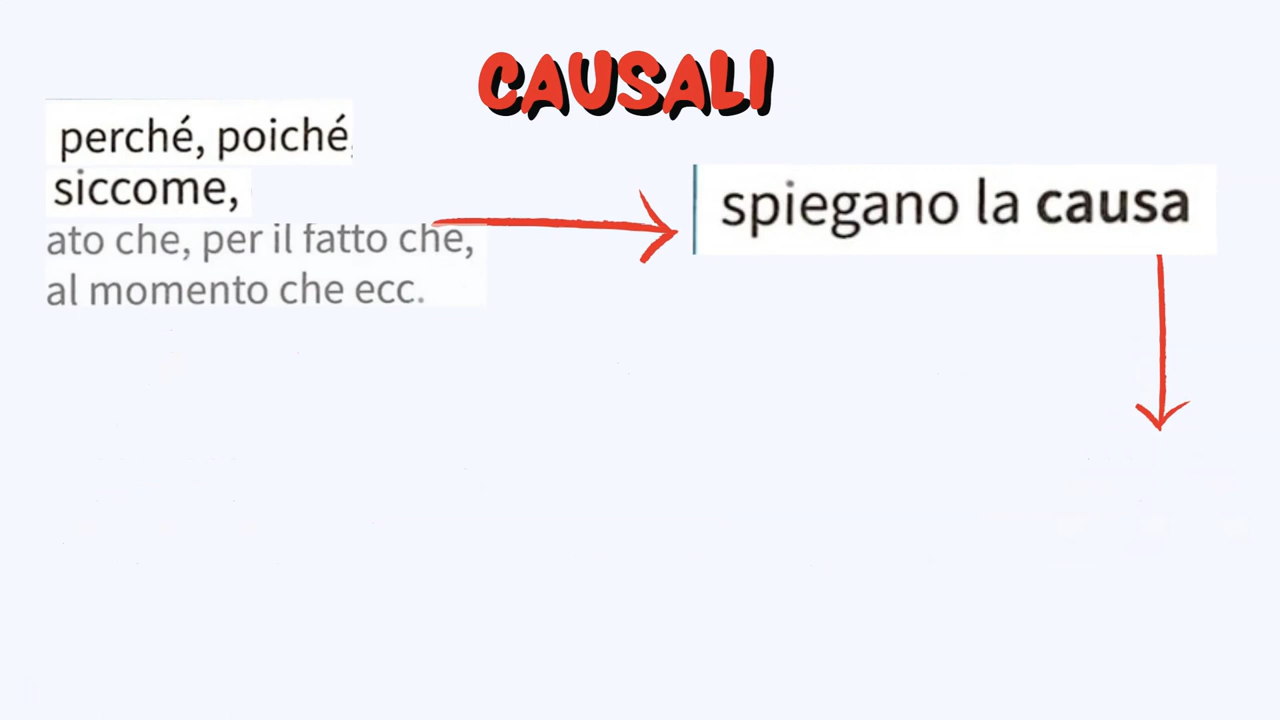 CAUSALI
perché, poiché
siccome,
ato che, per il fatto che,
al momento che ecc.
spiegano la causa